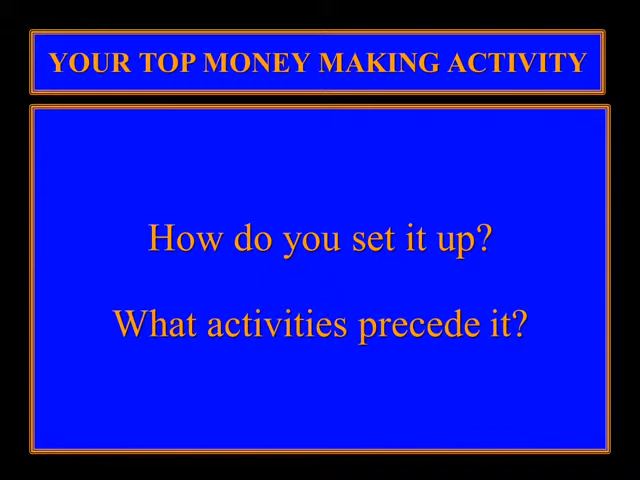 YOUR TOP MONEY MAKING ACTIVITY
How do you set it up?
What activities precede it?